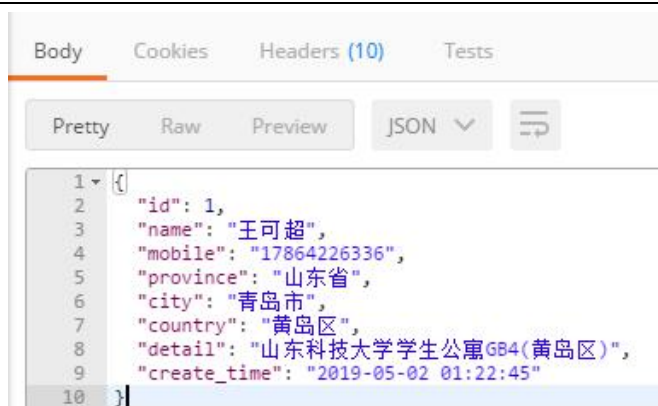 Body Cookies Headers (10) Tests
Pretty Raw Preview JSON
1 {
2 "id": 1,
3 "name": "王可超",
4 "mobile": "17864226336",
5 "province": "山东省",
6 "city": "青岛市",
7 "country": "黄岛区",
8 "detail": "山东科技大学学生公寓GB4(黄岛区)",
9 "create_time": "2019-05-02 01:22:45"
10 }